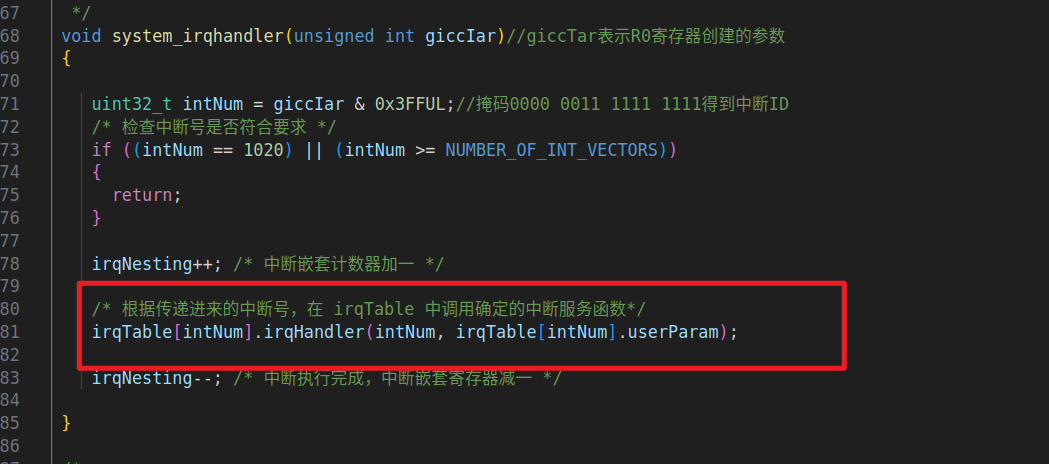 67 */
68 void system_irqhandler(unsigned int giccIar)//giccTar表示R0寄存器创建的参数
69 {
70
71 uint32_t intNum = giccIar & 0x3FFUL;//掩码0000 0011 1111 1111得到中断ID
72 /* 检查中断号是否符合要求 */
73 if ((intNum == 1020) || (intNum >= NUMBER_OF_INT_VECTORS))
74 {
75 return;
76 }
77
78 irqNesting++; /* 中断嵌套计数器加一 */
79
80 /* 根据传递进来的中断号，在 irqTable 中调用确定的中断服务函数*/
81 irqTable[intNum].irqHandler(intNum, irqTable[intNum].userParam);
82
83 irqNesting--; /* 中断执行完成，中断嵌套寄存器减一 */
84
85 }
86